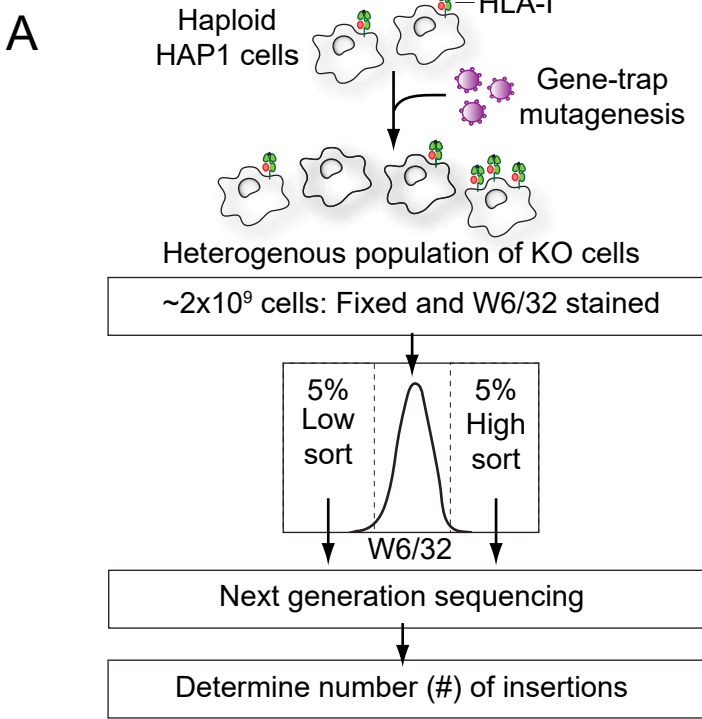 A
HLA-I
Haploid
HAP1 cells
Gene-trap
mutagenesis
Heterogenous population of KO cells
~2x10⁹ cells: Fixed and W6/32 stained
5%
Low
sort
5%
High
sort
W6/32
Next generation sequencing
Determine number (#) of insertions